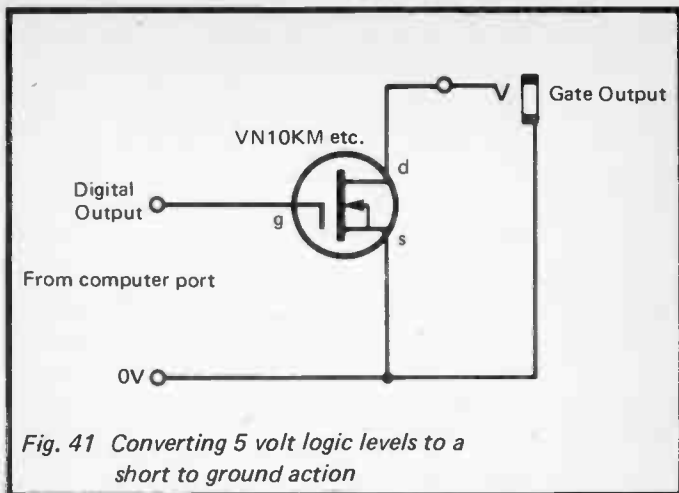 VN10KM etc.
Gate Output
d
Digital
Output
g
s
From computer port
0V
Fig. 41 Converting 5 volt logic levels to a
short to ground action